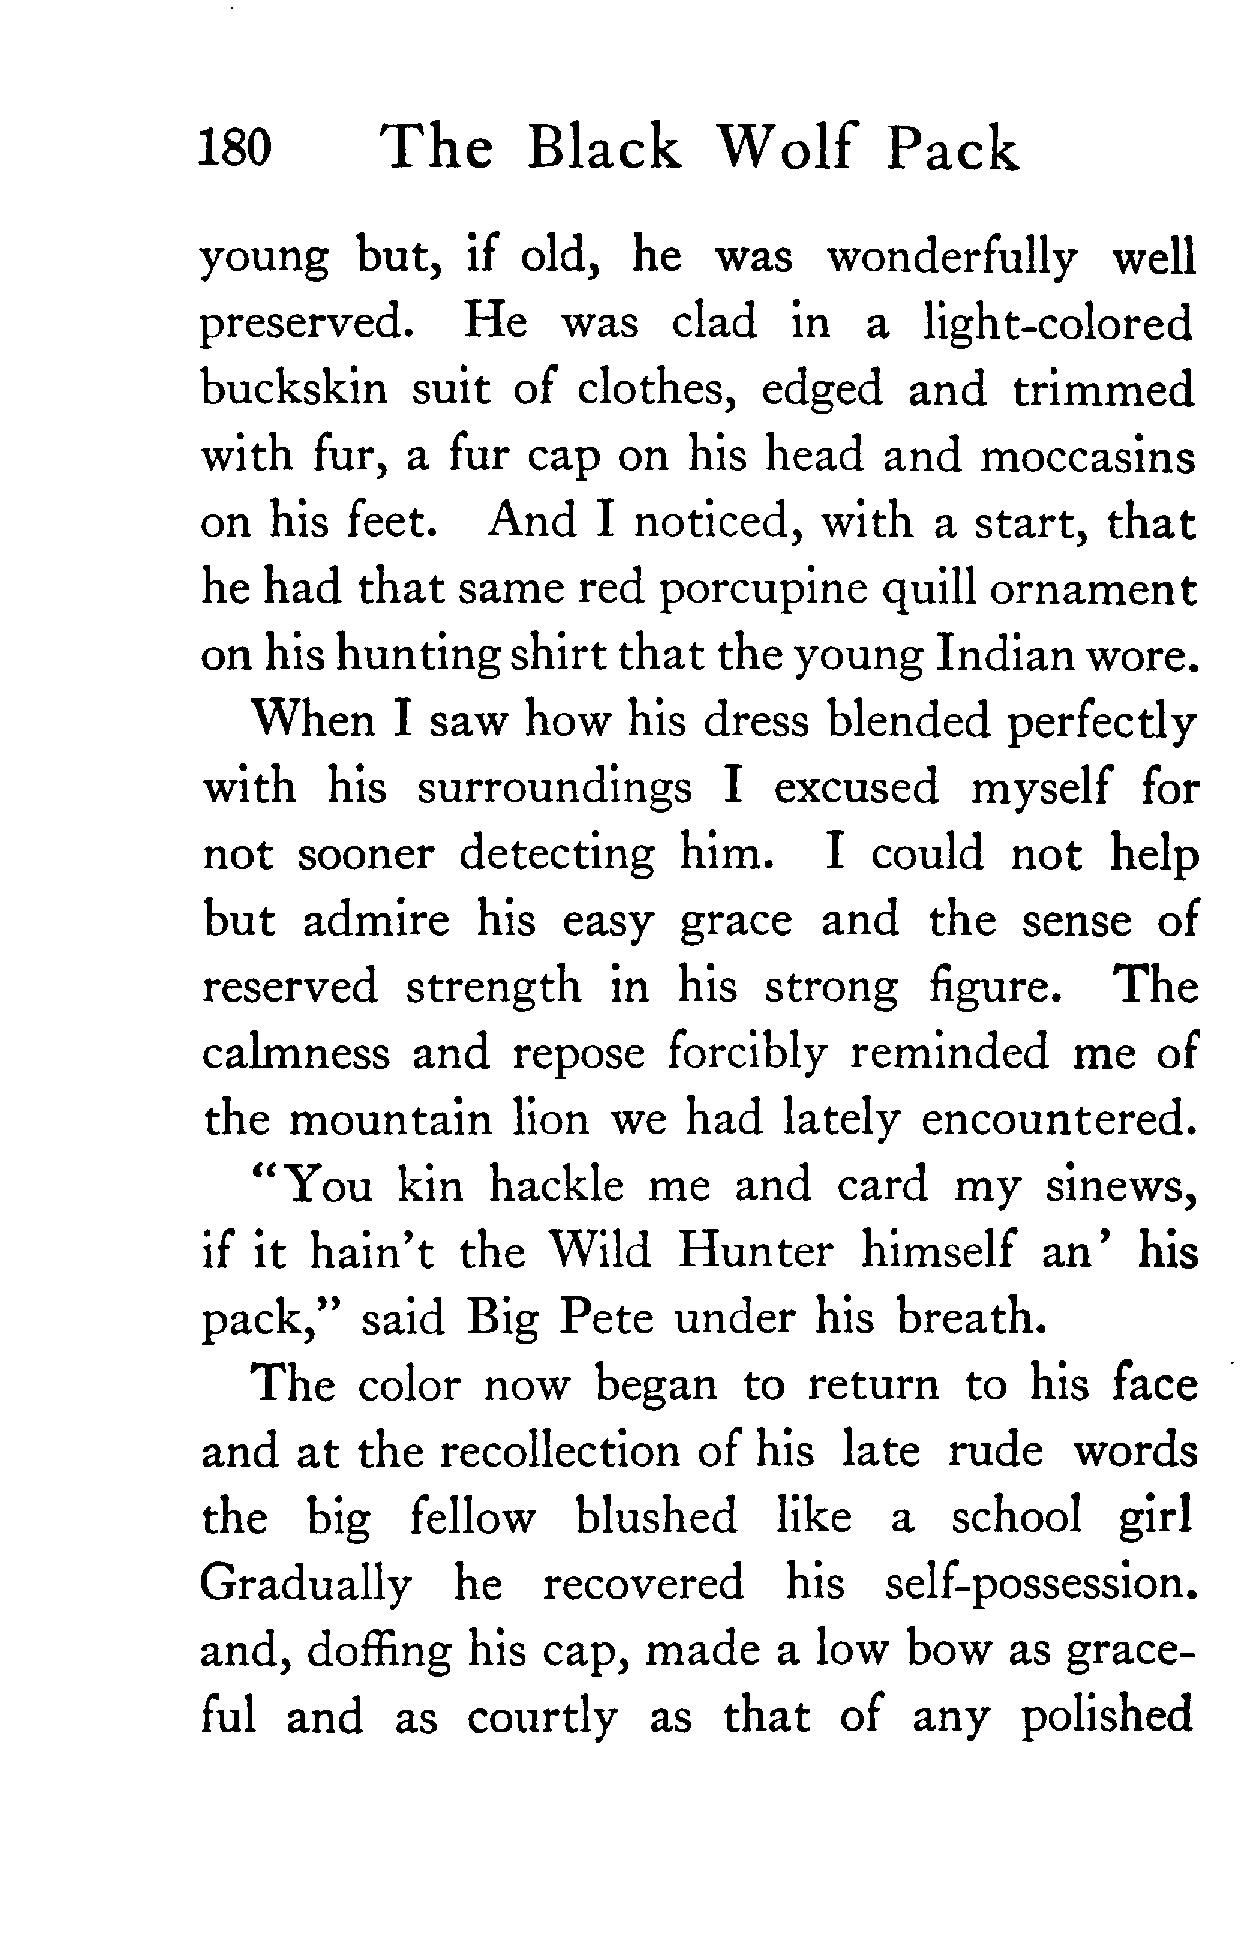 180 The Black Wolf Pack
young but, if old, he was wonderfully well
preserved. He was clad in a light-colored
buckskin suit of clothes, edged and trimmed
with fur, a fur cap on his head and moccasins
on his feet. And I noticed, with a start, that
he had that same red porcupine quill ornament
on his hunting shirt that the young Indian wore.
When I saw how his dress blended perfectly
with his surroundings I excused myself for
not sooner detecting him. I could not help
but admire his easy grace and the sense of
reserved strength in his strong figure. The
calmness and repose forcibly reminded me of
the mountain lion we had lately encountered.
“You kin hackle me and card my sinews,
if it hain’t the Wild Hunter himself an’ his
pack,” said Big Pete under his breath.
The color now began to return to his face
and at the recollection of his late rude words
the big fellow blushed like a school girl
Gradually he recovered his self-possession.
and, doffing his cap, made a low bow as grace-
ful and as courtly as that of any polished